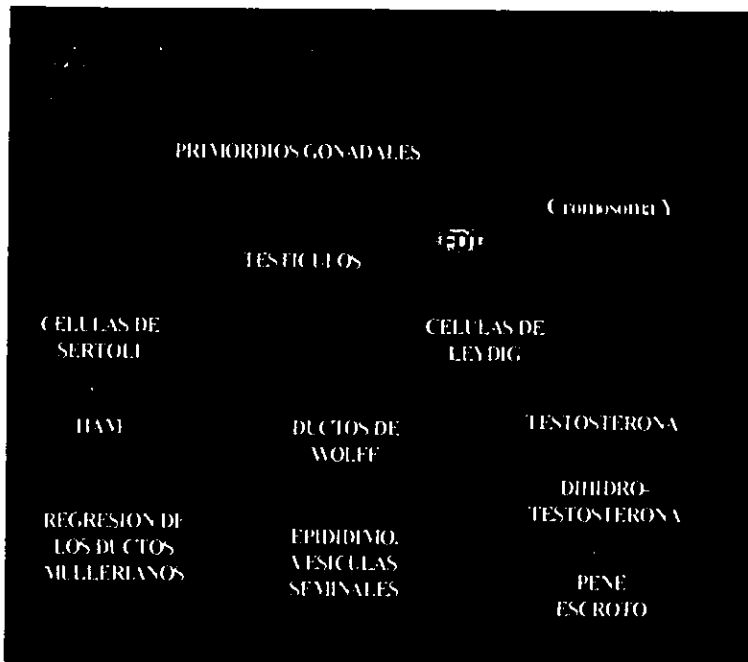 PRIMORDIOS GONADALES
Cromosoma Y
TESTICULOS
CELULAS DE
SERTOLI
CELULAS DE
LEYDIG
HAM
DUCTOS DE
WOLFF
TESTOSTERONA
DIHIDRO-
TESTOSTERONA
REGRESION DE
LOS DUCTOS
MULLERIANOS
EPIDIDIMO,
VESICULAS
SEMINALES
PENE
ESCROTO